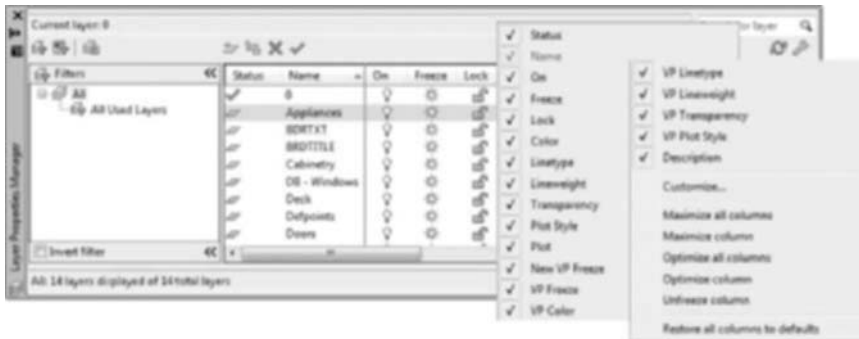 Current layer: 0
for layer
Filters
All
All Used Layers
Invert filter
Status Name On Freeze Lock
0
Appliances
BDRTXT
BRDTITLE
Cabinetry
DB - Windows
Deck
Defpoints
Doors
All: 14 layers displayed of 14 total layers
Layer Properties Manager
Status
Name
On
Freeze
Lock
Color
Linetype
Lineweight
Transparency
Plot Style
Plot
New VP Freeze
VP Freeze
VP Color
VP Linetype
VP Lineweight
VP Transparency
VP Plot Style
Description
Customize...
Maximize all columns
Maximize column
Optimize all columns
Optimize column
Unfreeze column
Restore all columns to defaults